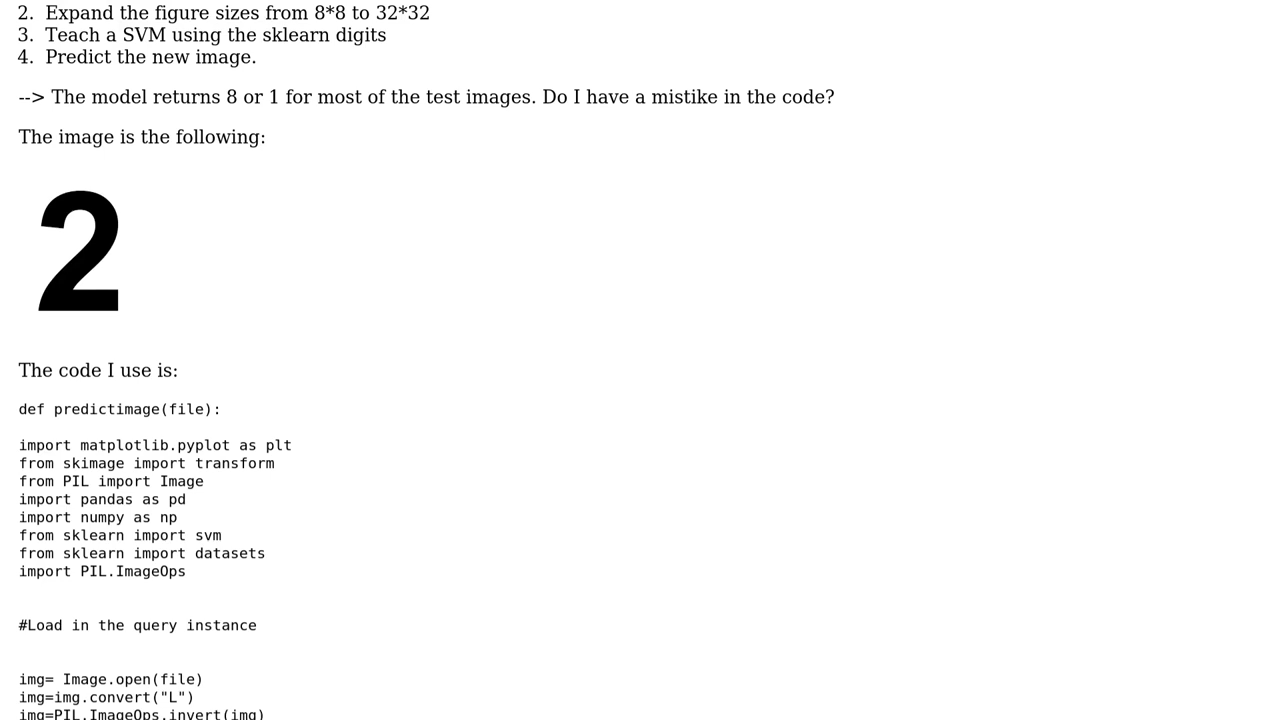 2. Expand the figure sizes from 8*8 to 32*32
3. Teach a SVM using the sklearn digits
4. Predict the new image.
--> The model returns 8 or 1 for most of the test images. Do I have a mistike in the code?
The image is the following:
2
The code I use is:
def predictimage(file):
import matplotlib.pyplot as plt
from skimage import transform
from PIL import Image
import pandas as pd
import numpy as np
from sklearn import svm
from sklearn import datasets
import PIL.ImageOps
#Load in the query instance
img= Image.open(file)
img=img.convert("L")
img=PIL.ImageOps.invert(img)